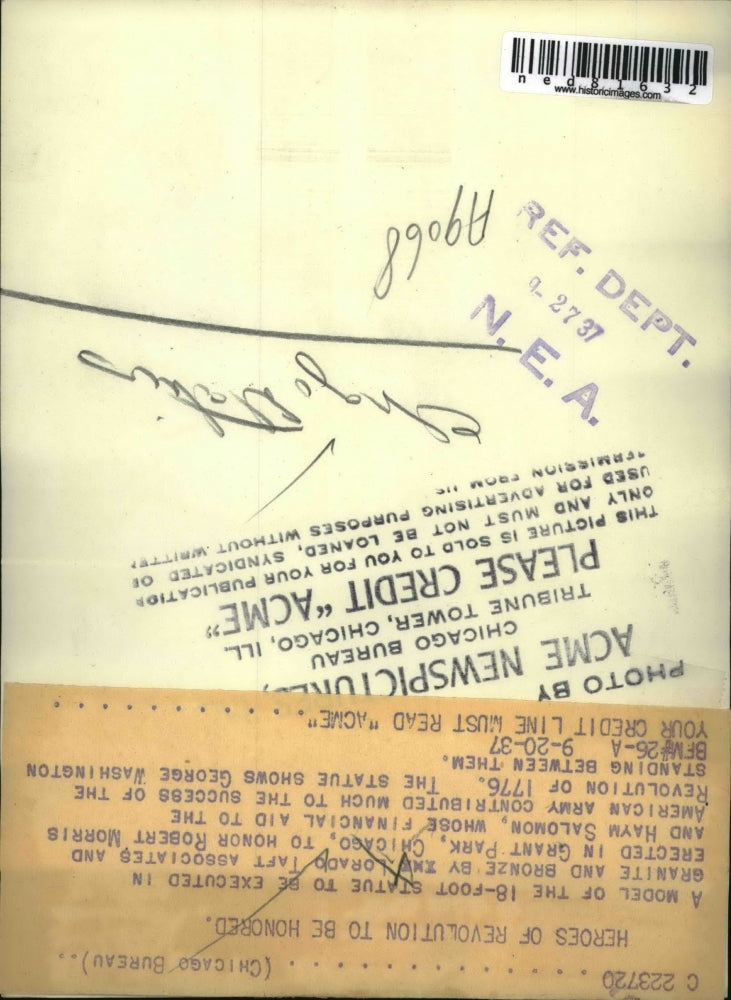 ned81632
www.historicimages.com
A9068
REF. DEPT.
27 37
N. E. A.
Chgo Statues
C 223720 . . . . . . . . . . . (CHICAGO BUREAU)..
HEROES OF REVOLUTION TO BE HONORED.
A MODEL OF THE 18-FOOT STATUE TO BE EXECUTED IN
GRANITE AND BRONZE BY LORADO TAFT ASSOCIATES AND
ERECTED IN GRANT PARK, CHICAGO, TO HONOR ROBERT MORRIS
AND HAYM SALOMON, WHOSE FINANCIAL AID TO THE
AMERICAN ARMY CONTRIBUTED MUCH TO THE SUCCESS OF THE
REVOLUTION OF 1776. THE STATUE SHOWS GEORGE WASHINGTON
STANDING BETWEEN THEM.
BFM#26-A 9-20-37
YOUR CREDIT LINE MUST READ "ACME". . . . . . . . . . .
PHOTO BY
ACME NEWSPICTURES,
CHICAGO BUREAU
TRIBUNE TOWER, CHICAGO, ILL.
PLEASE CREDIT "ACME"
THIS PICTURE IS SOLD TO YOU FOR YOUR PUBLICATION
ONLY AND MUST NOT BE LOANED, SYNDICATED OR
USED FOR ADVERTISING PURPOSES WITHOUT WRITTEN
PERMISSION FROM US